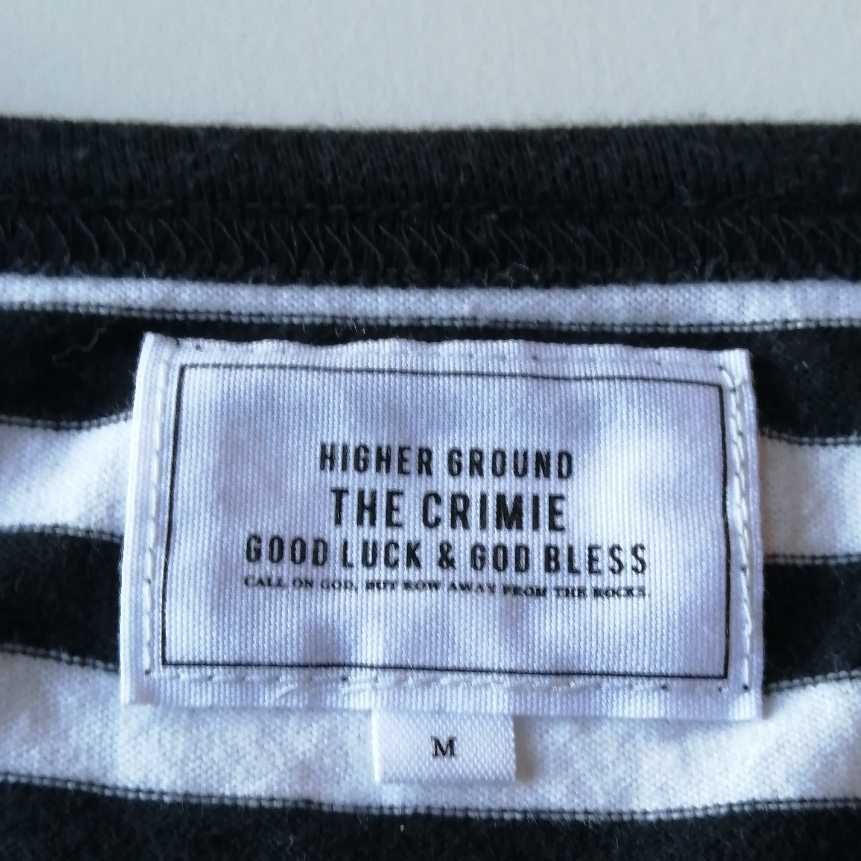 HIGHER GROUND
THE CRIMIE
GOOD LUCK & GOD BLESS
CALL ON GOD, BUT ROW AWAY FROM THE ROCKS.
M